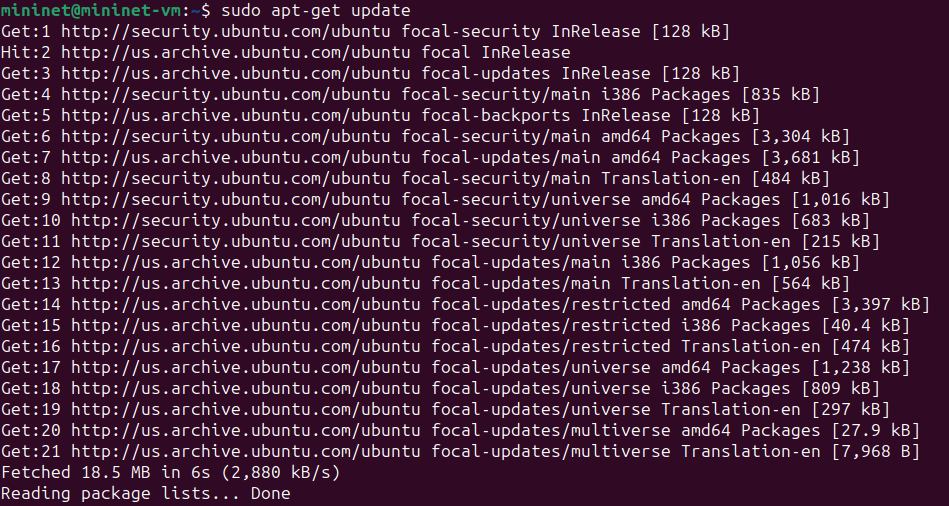 mininet@mininet-vm:~$ sudo apt-get update
Get:1 http://security.ubuntu.com/ubuntu focal-security InRelease [128 kB]
Hit:2 http://us.archive.ubuntu.com/ubuntu focal InRelease
Get:3 http://us.archive.ubuntu.com/ubuntu focal-updates InRelease [128 kB]
Get:4 http://security.ubuntu.com/ubuntu focal-security/main i386 Packages [835 kB]
Get:5 http://us.archive.ubuntu.com/ubuntu focal-backports InRelease [128 kB]
Get:6 http://security.ubuntu.com/ubuntu focal-security/main amd64 Packages [3,304 kB]
Get:7 http://us.archive.ubuntu.com/ubuntu focal-updates/main amd64 Packages [3,681 kB]
Get:8 http://security.ubuntu.com/ubuntu focal-security/main Translation-en [484 kB]
Get:9 http://security.ubuntu.com/ubuntu focal-security/universe amd64 Packages [1,016 kB]
Get:10 http://security.ubuntu.com/ubuntu focal-security/universe i386 Packages [683 kB]
Get:11 http://security.ubuntu.com/ubuntu focal-security/universe Translation-en [215 kB]
Get:12 http://us.archive.ubuntu.com/ubuntu focal-updates/main i386 Packages [1,056 kB]
Get:13 http://us.archive.ubuntu.com/ubuntu focal-updates/main Translation-en [564 kB]
Get:14 http://us.archive.ubuntu.com/ubuntu focal-updates/restricted amd64 Packages [3,397 kB]
Get:15 http://us.archive.ubuntu.com/ubuntu focal-updates/restricted i386 Packages [40.4 kB]
Get:16 http://us.archive.ubuntu.com/ubuntu focal-updates/restricted Translation-en [474 kB]
Get:17 http://us.archive.ubuntu.com/ubuntu focal-updates/universe amd64 Packages [1,238 kB]
Get:18 http://us.archive.ubuntu.com/ubuntu focal-updates/universe i386 Packages [809 kB]
Get:19 http://us.archive.ubuntu.com/ubuntu focal-updates/universe Translation-en [297 kB]
Get:20 http://us.archive.ubuntu.com/ubuntu focal-updates/multiverse amd64 Packages [27.9 kB]
Get:21 http://us.archive.ubuntu.com/ubuntu focal-updates/multiverse Translation-en [7,968 B]
Fetched 18.5 MB in 6s (2,880 kB/s)
Reading package lists... Done